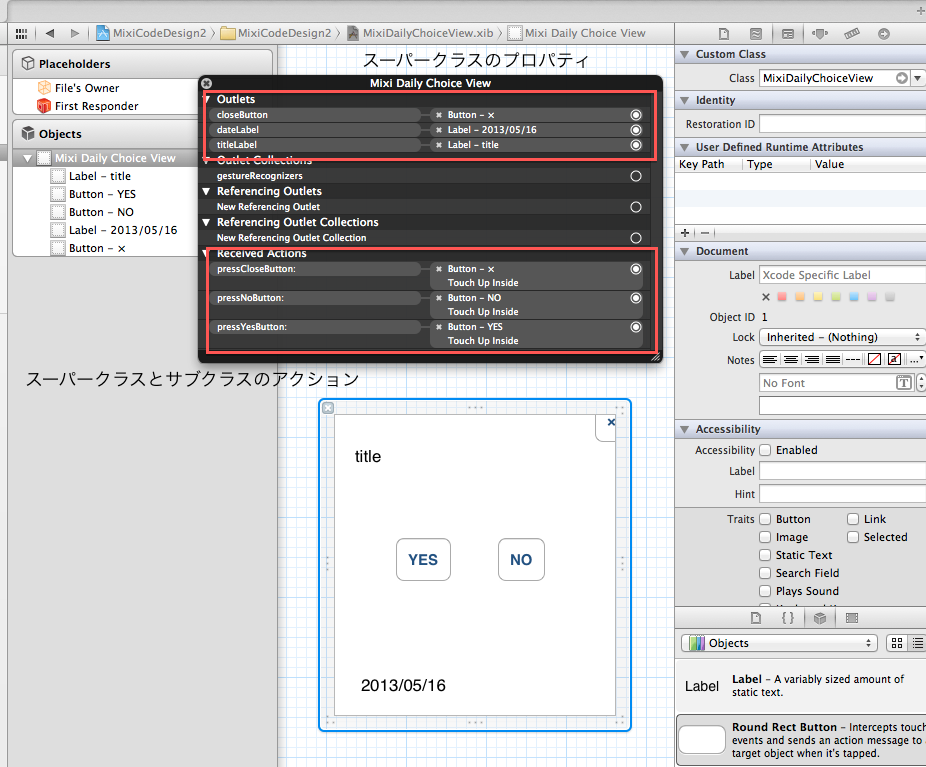 MixiCodeDesign2 MixiCodeDesign2 MixiDailyChoiceView.xib Mixi Daily Choice View
スーパークラスのプロパティ
Placeholders
File's Owner
First Responder
Objects
Mixi Daily Choice View
Label – title
Button – YES
Button – NO
Label – 2013/05/16
Button – ×
Mixi Daily Choice View
Outlets
closeButton Button – ×
dateLabel Label – 2013/05/16
titleLabel Label – title
Outlet Collections
gestureRecognizers
Referencing Outlets
New Referencing Outlet
Referencing Outlet Collections
New Referencing Outlet Collection
Received Actions
pressCloseButton: Button – ×
Touch Up Inside
pressNoButton: Button – NO
Touch Up Inside
pressYesButton: Button – YES
Touch Up Inside
スーパークラスとサブクラスのアクション
×
title
YES NO
2013/05/16
Custom Class
Class MixiDailyChoiceView
Identity
Restoration ID
User Defined Runtime Attributes
Key Path Type Value
Document
Label Xcode Specific Label
Object ID 1
Lock Inherited – (Nothing)
Notes
No Font
Accessibility
Accessibility Enabled
Label
Hint
Traits Button Link
Image Selected
Static Text
Search Field
Plays Sound
Objects
Label Label – A variably sized amount of
static text.
Round Rect Button – Intercepts touch
events and sends an action message to a
target object when it's tapped.